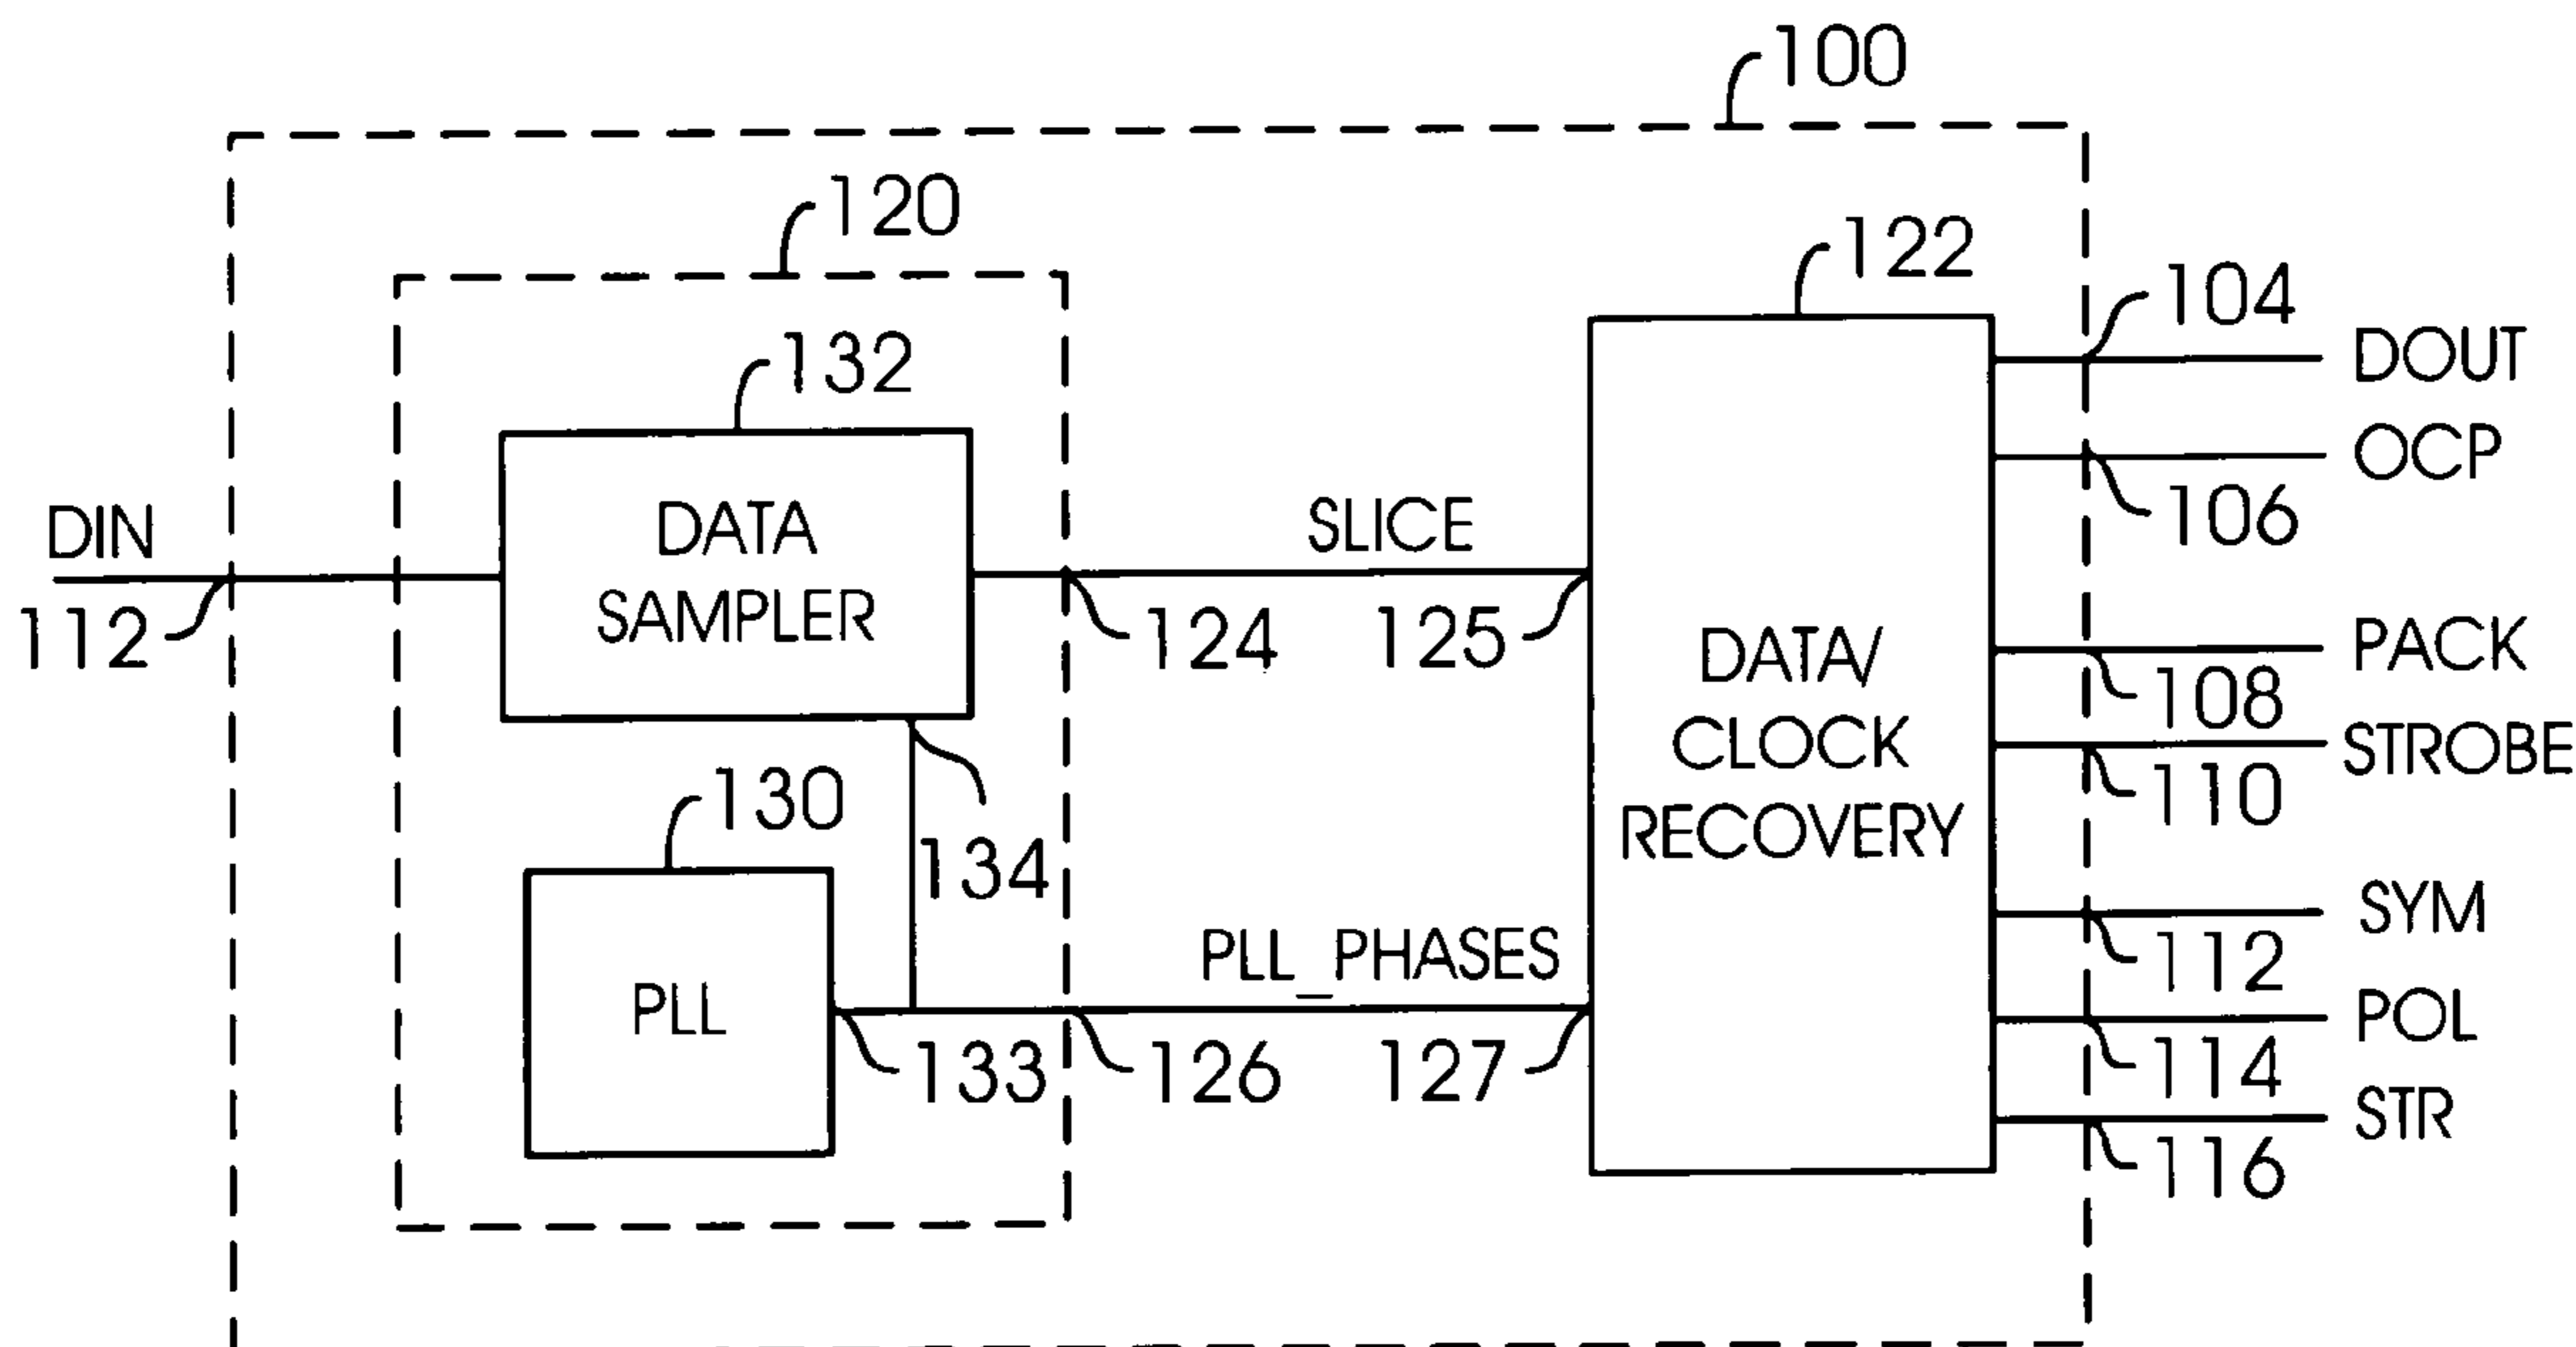 100
120
122
104
DOUT
132
OCP
106
DIN
DATA
SAMPLER
SLICE
112
124
125
DATA/
CLOCK
RECOVERY
PACK
108
STROBE
110
130
134
SYM
112
PLL
PLL_PHASES
POL
133
126
127
114
STR
116